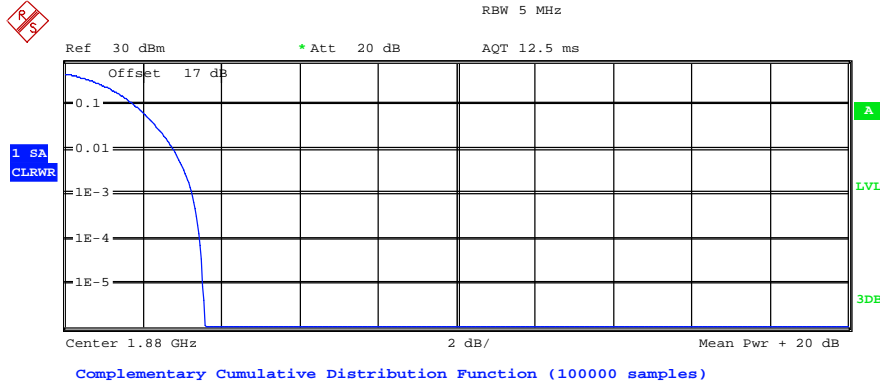 R
S
RBW 5 MHz
Ref 30 dBm * Att 20 dB AQT 12.5 ms
Offset 17 dB
0.1
A
0.01
1 SA
CLRWR
1E-3
LVL
1E-4
1E-5
3DB
Center 1.88 GHz 2 dB/ Mean Pwr + 20 dB
Complementary Cumulative Distribution Function (100000 samples)